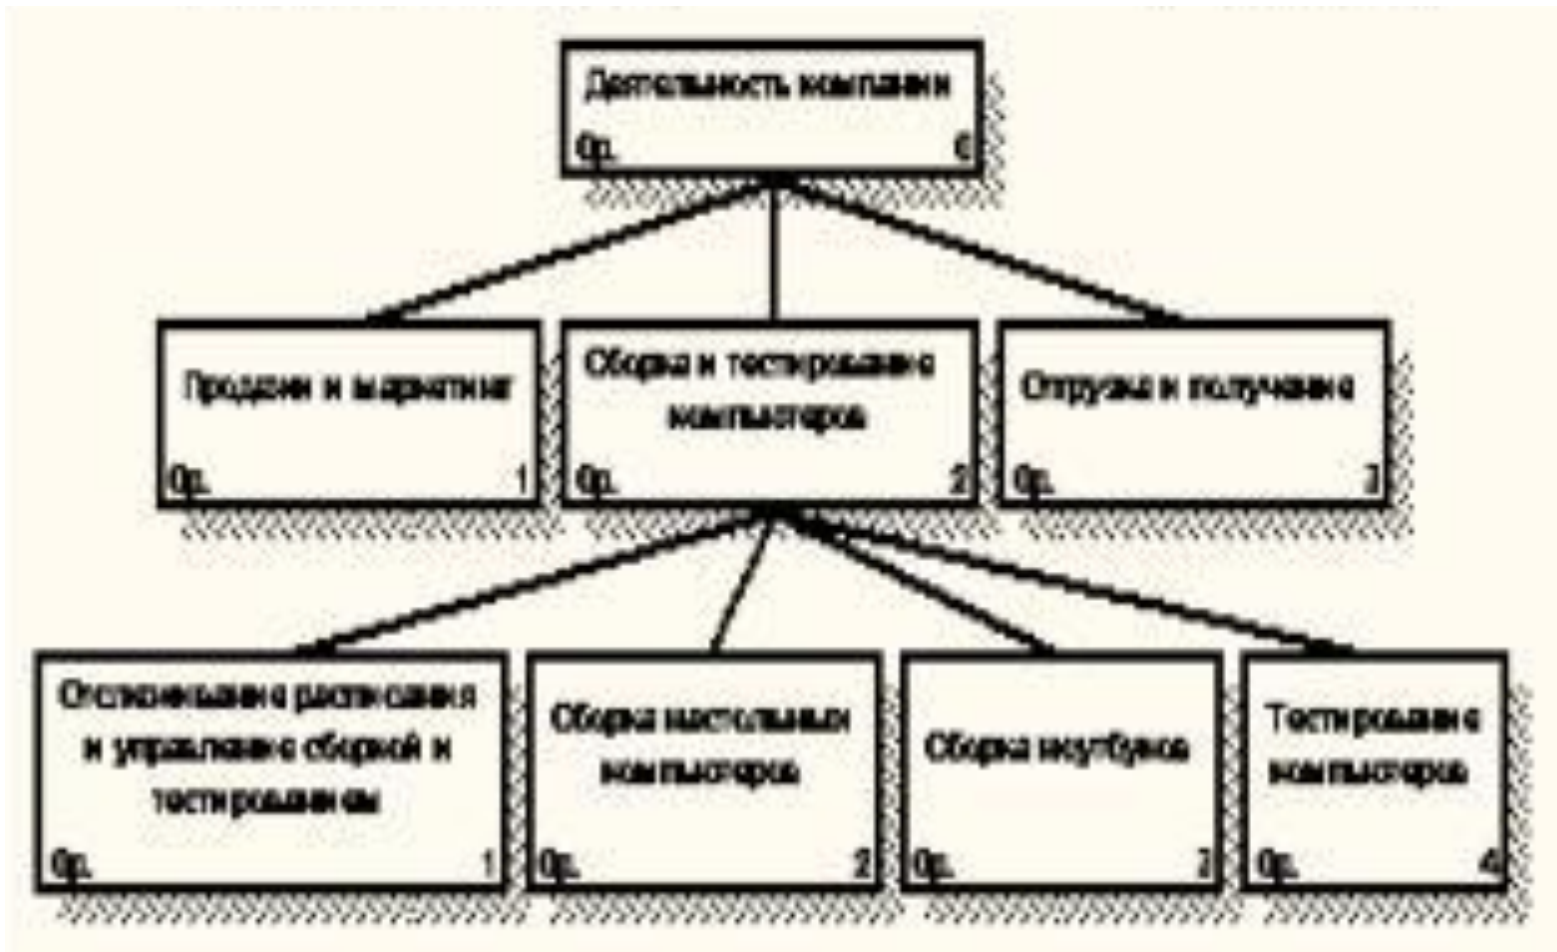 Деятельность компании
0р. 0
Продажи и маркетинг
0р. 1
Сборка и тестирование
компьютеров
0р. 2
Отгрузка и получение
0р. 3
Отслеживание расписания
и управление сборкой и
тестированием
0р. 1
Сборка настольных
компьютеров
0р. 2
Сборка ноутбуков
0р. 3
Тестирование
компьютеров
0р. 4